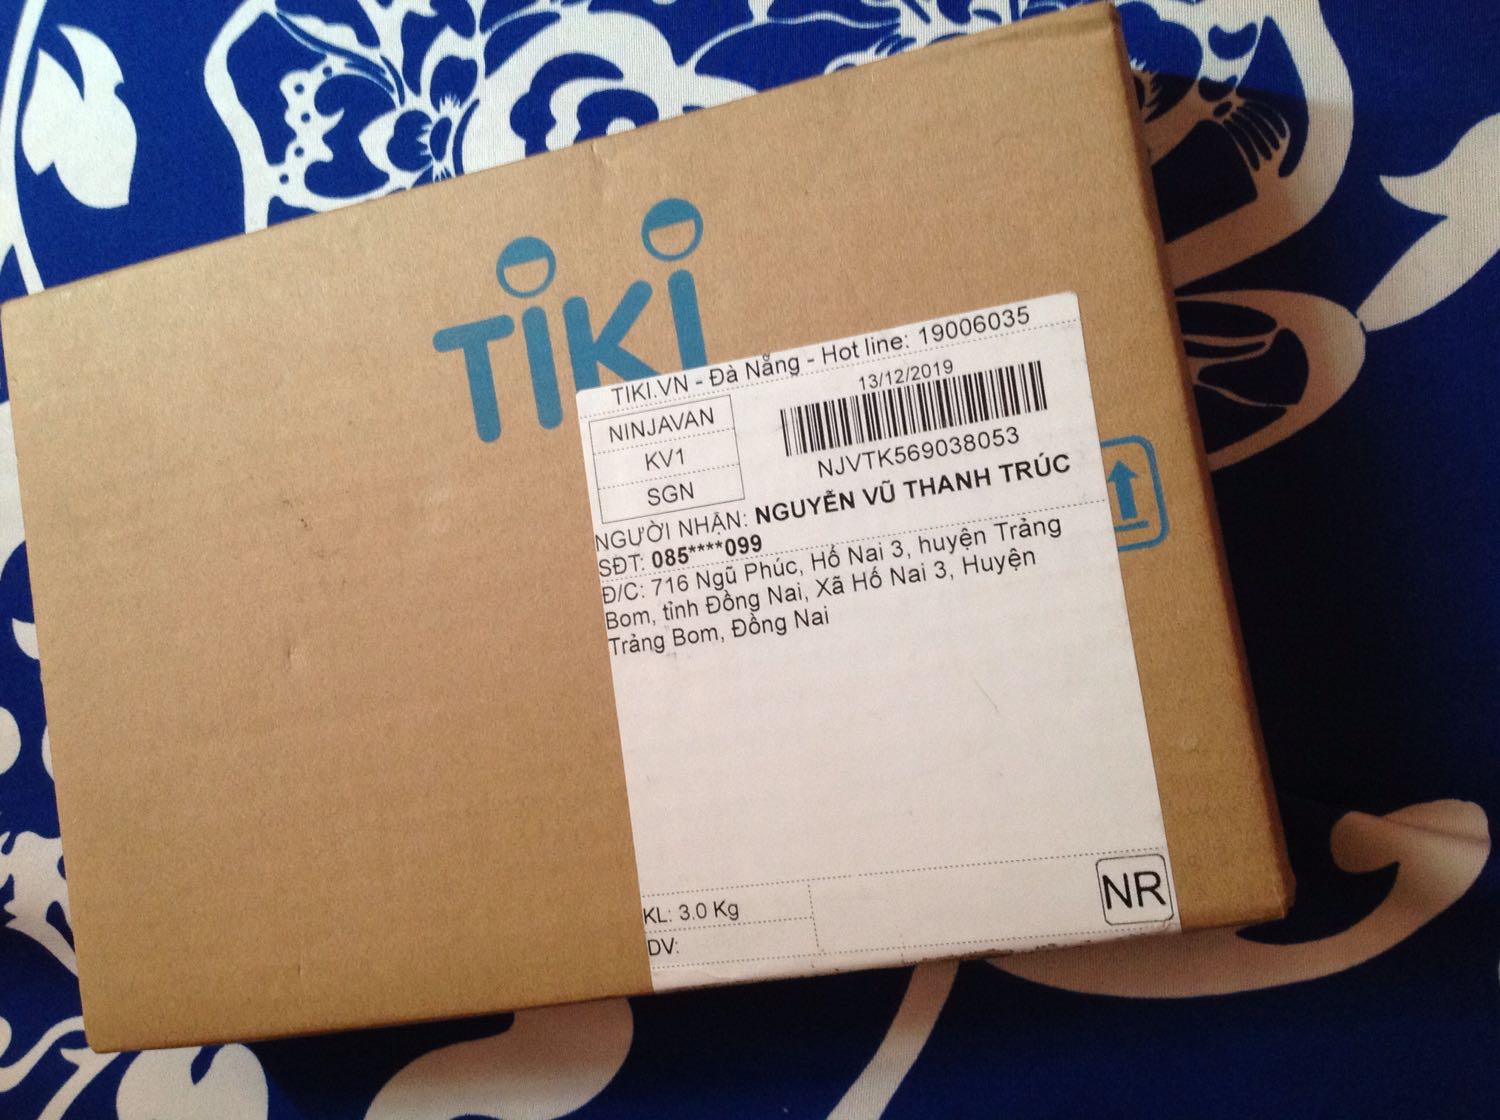 TiKi
TIKI.VN - Đà Nẵng - Hot line: 19006035
NINJAVAN
KV1
SGN
13/12/2019
NJVTK569038053
NGƯỜI NHẬN: NGUYỄN VŨ THANH TRÚC
SĐT: 085****099
Đ/C: 716 Ngũ Phúc, Hố Nai 3, huyện Trảng
Bom, tỉnh Đồng Nai, Xã Hố Nai 3, Huyện
Trảng Bom, Đồng Nai
KL: 3.0 Kg
DV:
NR